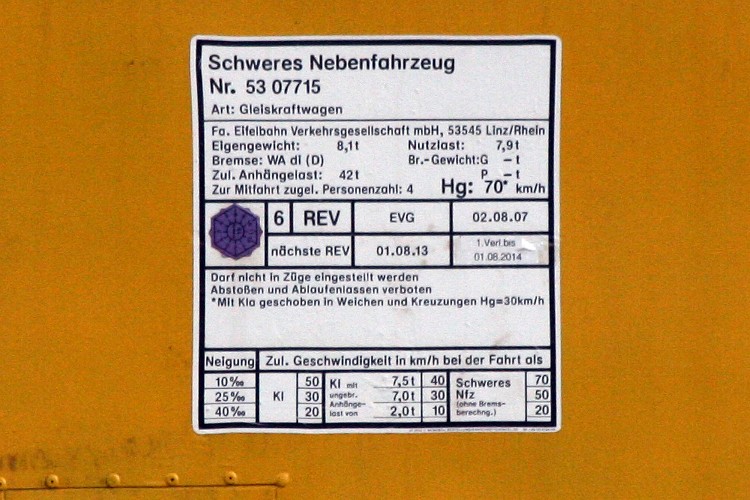 Schweres Nebenfahrzeug
Nr. 53 07715
Art: Gleiskraftwagen
Fa. Eifelbahn Verkehrsgesellschaft mbH, 53545 Linz/Rhein
Eigengewicht: 8,1t Nutzlast: 7,9t
Bremse: WA dl (D) Br.-Gewicht:G – t
Zul. Anhängelast: 42t P – t
Zur Mitfahrt zugel. Personenzahl: 4 Hg: 70* km/h
6 REV EVG 02.08.07
nächste REV 01.08.13 1.Verl.bis
01.08.2014
Darf nicht in Züge eingestellt werden
Abstoßen und Ablaufenlassen verboten
*Mit Kla geschoben in Weichen und Kreuzungen Hg=30km/h
Neigung Zul. Geschwindigkeit in km/h bei der Fahrt als
10‰ Kl 50 Kl mit 7,5t 40 Schweres 70
25‰ 30 ungebr. 7,0t 30 Nfz 50
Anhänge- (ohne Brems-
40‰ 20 last von 2,0t 10 berechng.) 20